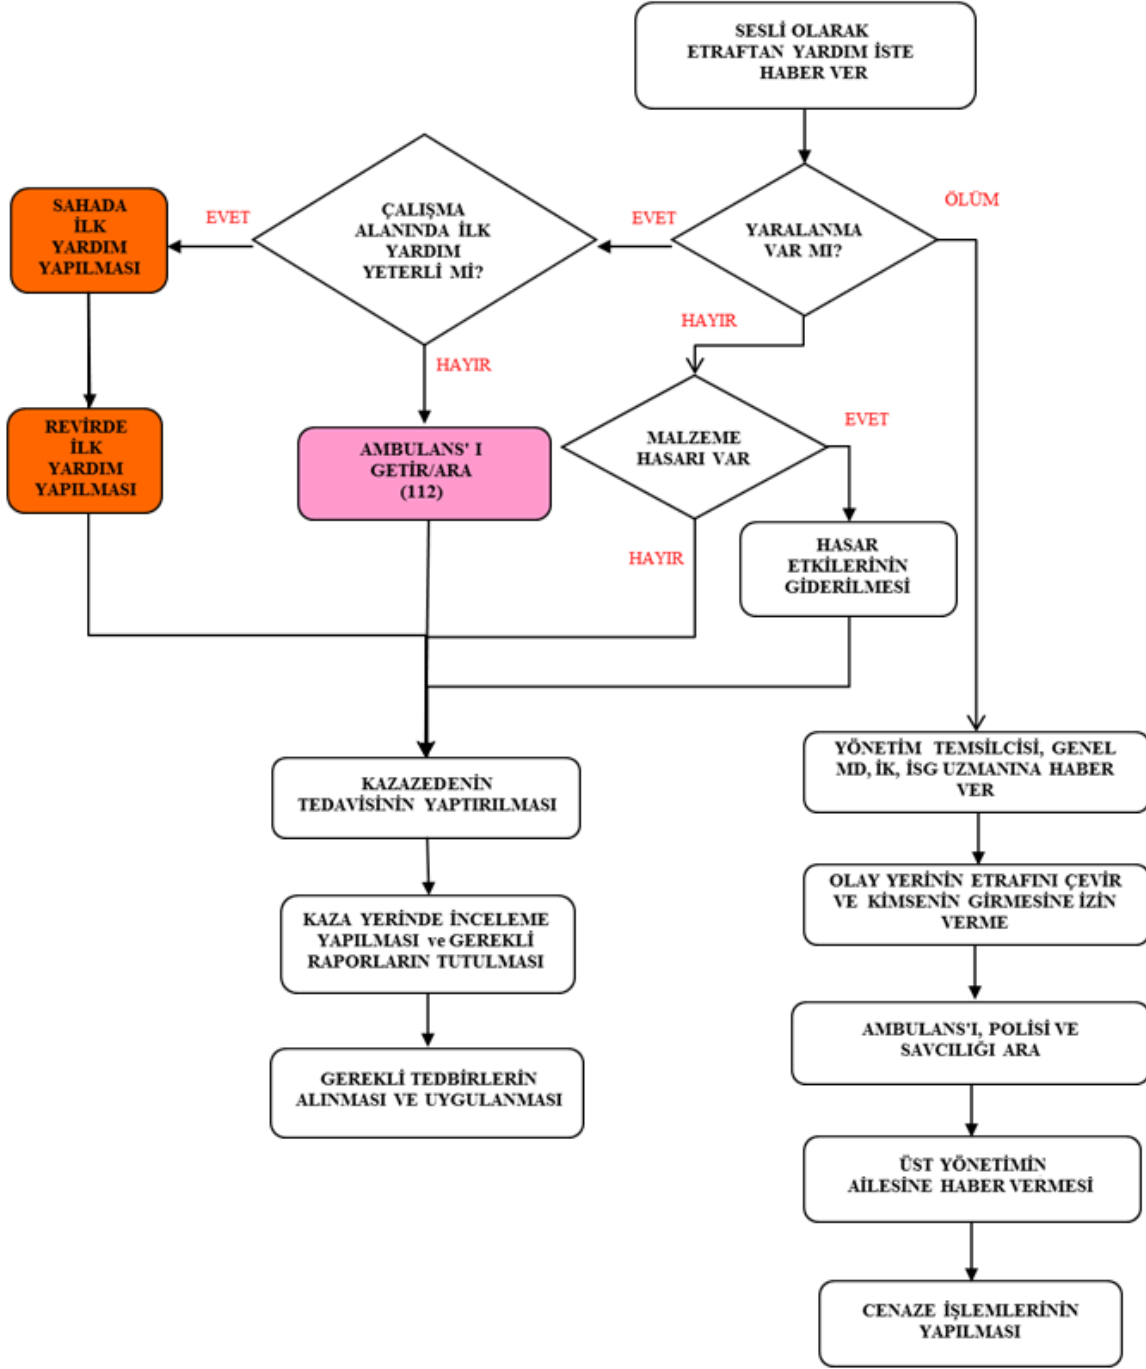 SESLİ OLARAK
ETRAFTAN YARDIM İSTE
HABER VER
YARALANMA
VAR MI?
ÖLÜM
EVET
ÇALIŞMA
ALANINDA İLK
YARDIM
YETERLİ Mİ?
EVET
SAHADA
İLK
YARDIM
YAPILMASI
HAYIR
HAYIR
REVİRDE
İLK
YARDIM
YAPILMASI
AMBULANS' I
GETİR/ARA
(112)
MALZEME
HASARI VAR
EVET
HAYIR
HASAR
ETKİLERİNİN
GİDERİLMESİ
KAZAZEDENİN
TEDAVİSİNİN YAPTIRILMASI
KAZA YERİNDE İNCELEME
YAPILMASI ve GEREKLİ
RAPORLARIN TUTULMASI
GEREKLİ TEDBİRLERİN
ALINMASI VE UYGULANMASI
YÖNETİM TEMSİLCİSİ, GENEL
MD, İK, İSG UZMANINA HABER
VER
OLAY YERİNİN ETRAFINI ÇEVİR
VE KİMSENİN GİRMESİNE İZİN
VERME
AMBULANS'I, POLİSİ VE
SAVCILIĞI ARA
ÜST YÖNETİMİN
AİLESİNE HABER VERMESİ
CENAZE İŞLEMLERİNİN
YAPILMASI